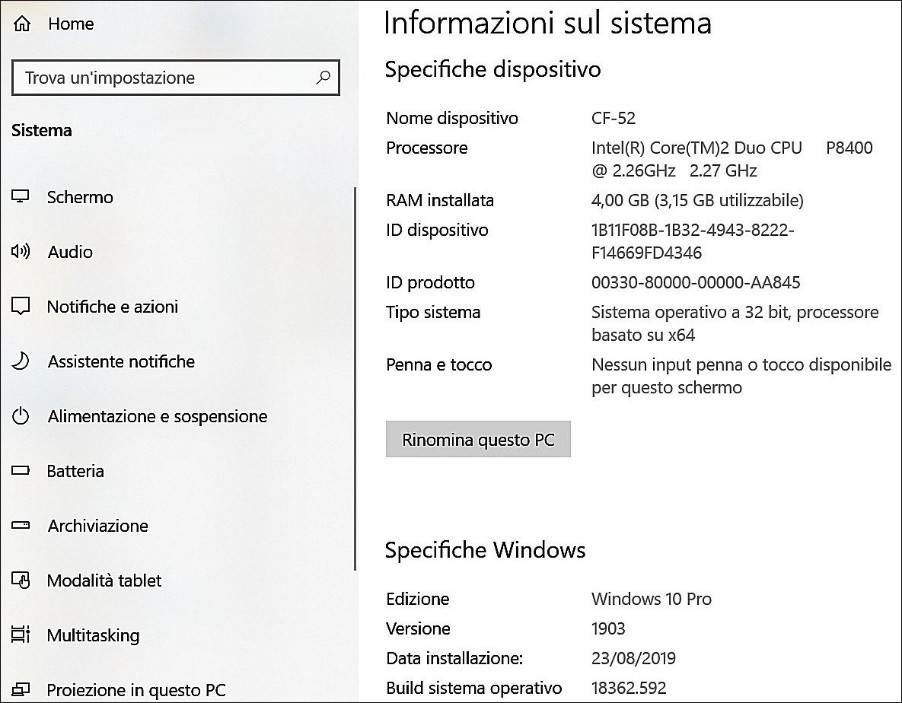 Home
Trova un'impostazione
Sistema
Schermo
Audio
Notifiche e azioni
Assistente notifiche
Alimentazione e sospensione
Batteria
Archiviazione
Modalità tablet
Multitasking
Proiezione in questo PC
Informazioni sul sistema
Specifiche dispositivo
Nome dispositivo CF-52
Processore Intel(R) Core(TM)2 Duo CPU P8400
@ 2.26GHz 2.27 GHz
RAM installata 4,00 GB (3,15 GB utilizzabile)
ID dispositivo 1B11F08B-1B32-4943-8222-
F14669FD4346
ID prodotto 00330-80000-00000-AA845
Tipo sistema Sistema operativo a 32 bit, processore
basato su x64
Penna e tocco Nessun input penna o tocco disponibile
per questo schermo
Rinomina questo PC
Specifiche Windows
Edizione Windows 10 Pro
Versione 1903
Data installazione: 23/08/2019
Build sistema operativo 18362.592